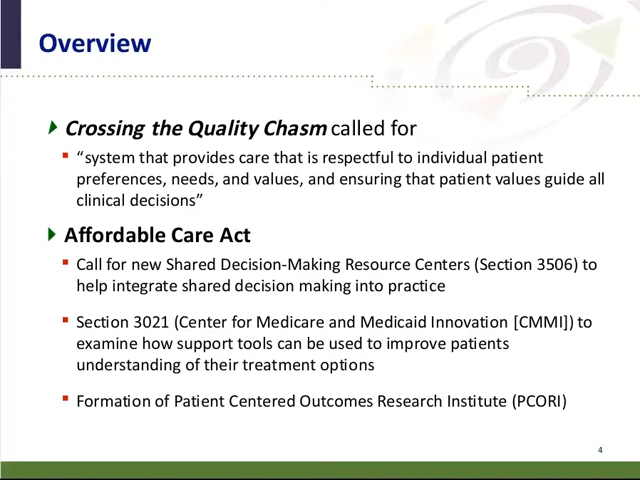 Overview
Crossing the Quality Chasm called for
“system that provides care that is respectful to individual patient
preferences, needs, and values, and ensuring that patient values guide all
clinical decisions”
Affordable Care Act
Call for new Shared Decision-Making Resource Centers (Section 3506) to
help integrate shared decision making into practice
Section 3021 (Center for Medicare and Medicaid Innovation [CMMI]) to
examine how support tools can be used to improve patients
understanding of their treatment options
Formation of Patient Centered Outcomes Research Institute (PCORI)
4